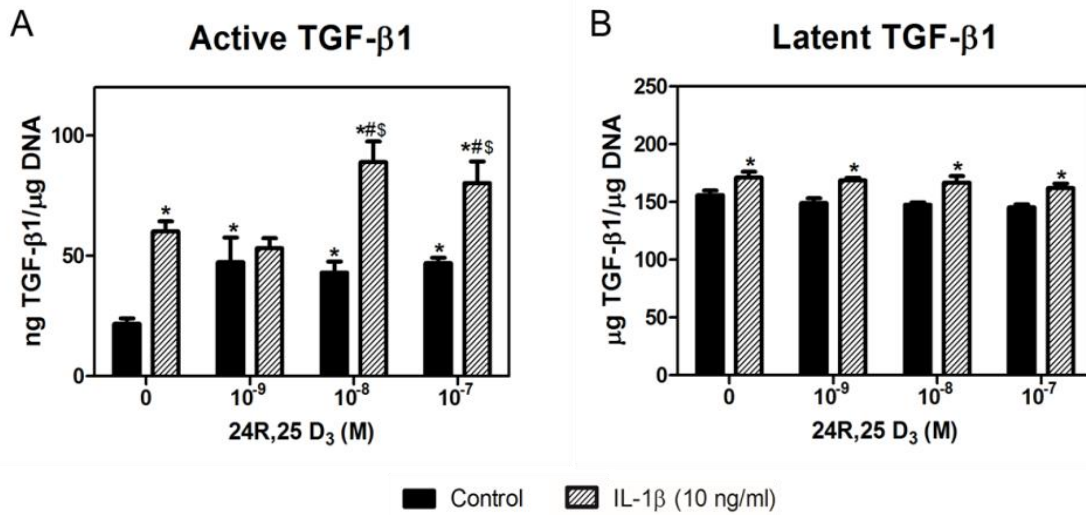 A
Active TGF-β1
ng TGF-β1/μg DNA
100
50
0
*
*
*
*#$
*
*#$
0
10⁻⁹
10⁻⁸
10⁻⁷
24R,25 D₃ (M)
B
Latent TGF-β1
μg TGF-β1/μg DNA
250
200
150
100
50
0
*
*
*
*
0
10⁻⁹
10⁻⁸
10⁻⁷
24R,25 D₃ (M)
Control
IL-1β (10 ng/ml)